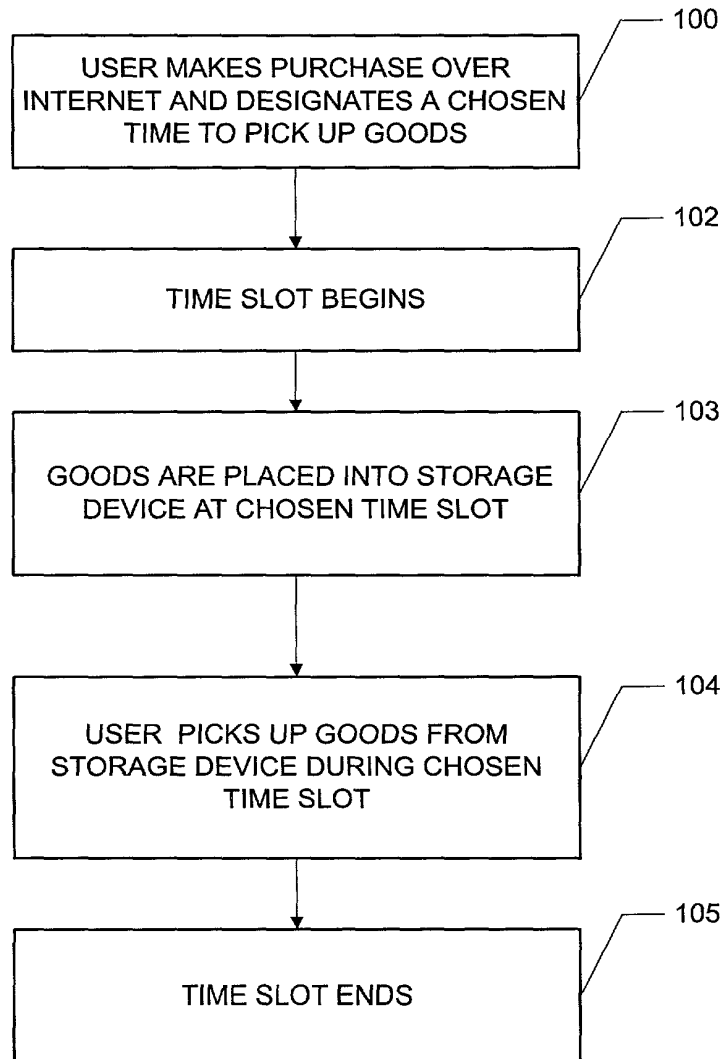 100
USER MAKES PURCHASE OVER
INTERNET AND DESIGNATES A CHOSEN
TIME TO PICK UP GOODS
102
TIME SLOT BEGINS
103
GOODS ARE PLACED INTO STORAGE
DEVICE AT CHOSEN TIME SLOT
104
USER PICKS UP GOODS FROM
STORAGE DEVICE DURING CHOSEN
TIME SLOT
105
TIME SLOT ENDS